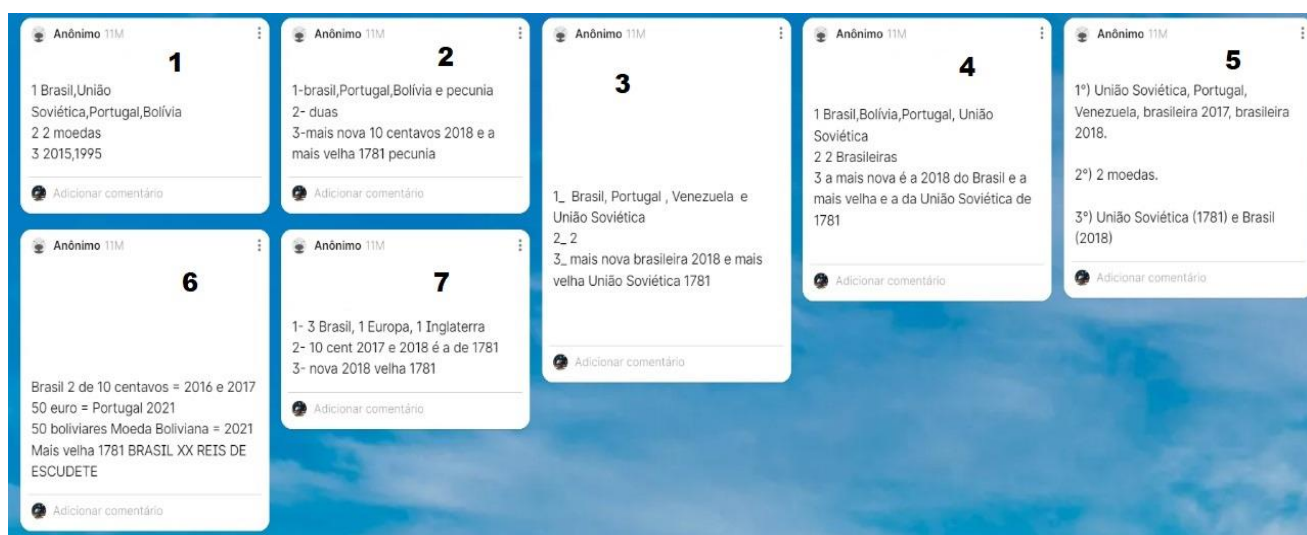 Anônimo 11M
1
1 Brasil,União
Soviética,Portugal,Bolívia
2 2 moedas
3 2015,1995
Adicionar comentário
Anônimo 11M
2
1-brasil,Portugal,Bolívia e pecunia
2- duas
3-mais nova 10 centavos 2018 e a
mais velha 1781 pecunia
Adicionar comentário
Anônimo 11M
3
1_ Brasil, Portugal , Venezuela e
União Soviética
2_ 2
3_ mais nova brasileira 2018 e mais
velha União Soviética 1781
Adicionar comentário
Anônimo 11M
4
1 Brasil,Bolívia,Portugal, União
Soviética
2 2 Brasileiras
3 a mais nova é a 2018 do Brasil e a
mais velha e a da União Soviética de
1781
Adicionar comentário
Anônimo 11M
5
1°) União Soviética, Portugal,
Venezuela, brasileira 2017, brasileira
2018.
2°) 2 moedas.
3°) União Soviética (1781) e Brasil
(2018)
Adicionar comentário
Anônimo 11M
6
Brasil 2 de 10 centavos = 2016 e 2017
50 euro = Portugal 2021
50 boliviares Moeda Boliviana = 2021
Mais velha 1781 BRASIL XX REIS DE
ESCUDETE
Adicionar comentário
Anônimo 11M
7
1- 3 Brasil, 1 Europa, 1 Inglaterra
2- 10 cent 2017 e 2018 é a de 1781
3- nova 2018 velha 1781
Adicionar comentário